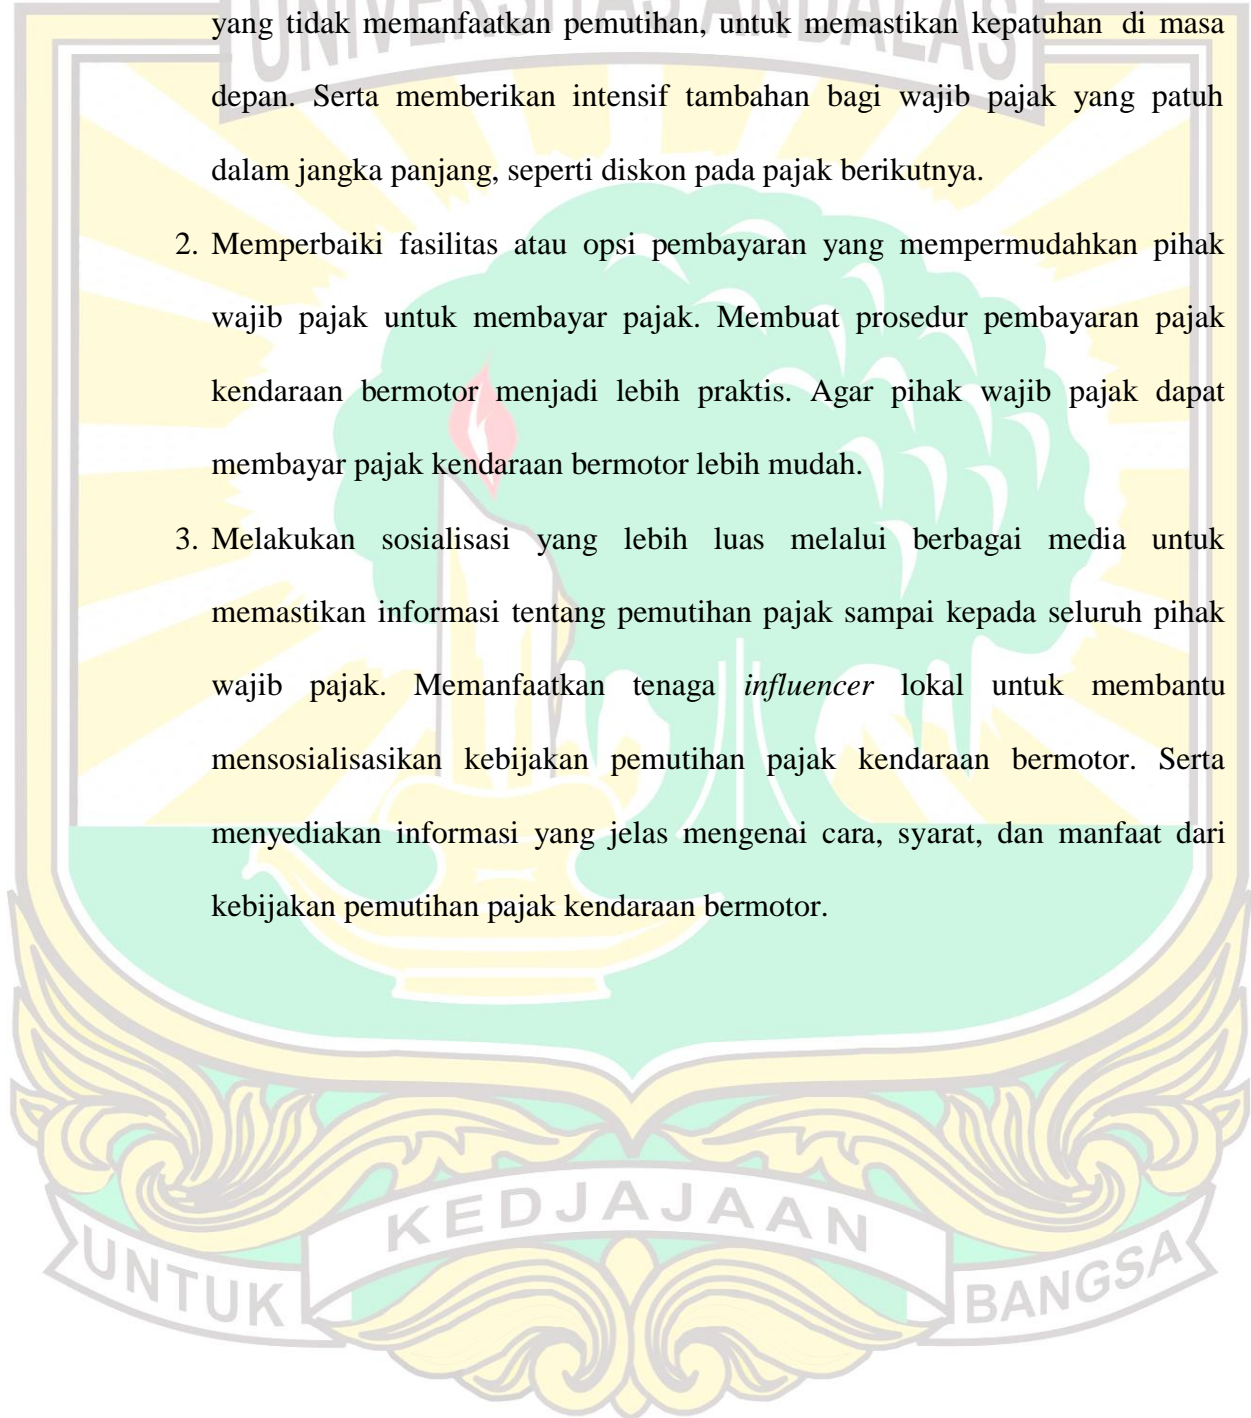 UNIVERSITAS ANDALAS
yang tidak memanfaatkan pemutihan, untuk memastikan kepatuhan di masa
depan. Serta memberikan intensif tambahan bagi wajib pajak yang patuh
dalam jangka panjang, seperti diskon pada pajak berikutnya.
2. Memperbaiki fasilitas atau opsi pembayaran yang mempermudahkan pihak
wajib pajak untuk membayar pajak. Membuat prosedur pembayaran pajak
kendaraan bermotor menjadi lebih praktis. Agar pihak wajib pajak dapat
membayar pajak kendaraan bermotor lebih mudah.
3. Melakukan sosialisasi yang lebih luas melalui berbagai media untuk
memastikan informasi tentang pemutihan pajak sampai kepada seluruh pihak
wajib pajak. Memanfaatkan tenaga influencer lokal untuk membantu
mensosialisasikan kebijakan pemutihan pajak kendaraan bermotor. Serta
menyediakan informasi yang jelas mengenai cara, syarat, dan manfaat dari
kebijakan pemutihan pajak kendaraan bermotor.
UNTUK KEDJAJAAN BANGSA